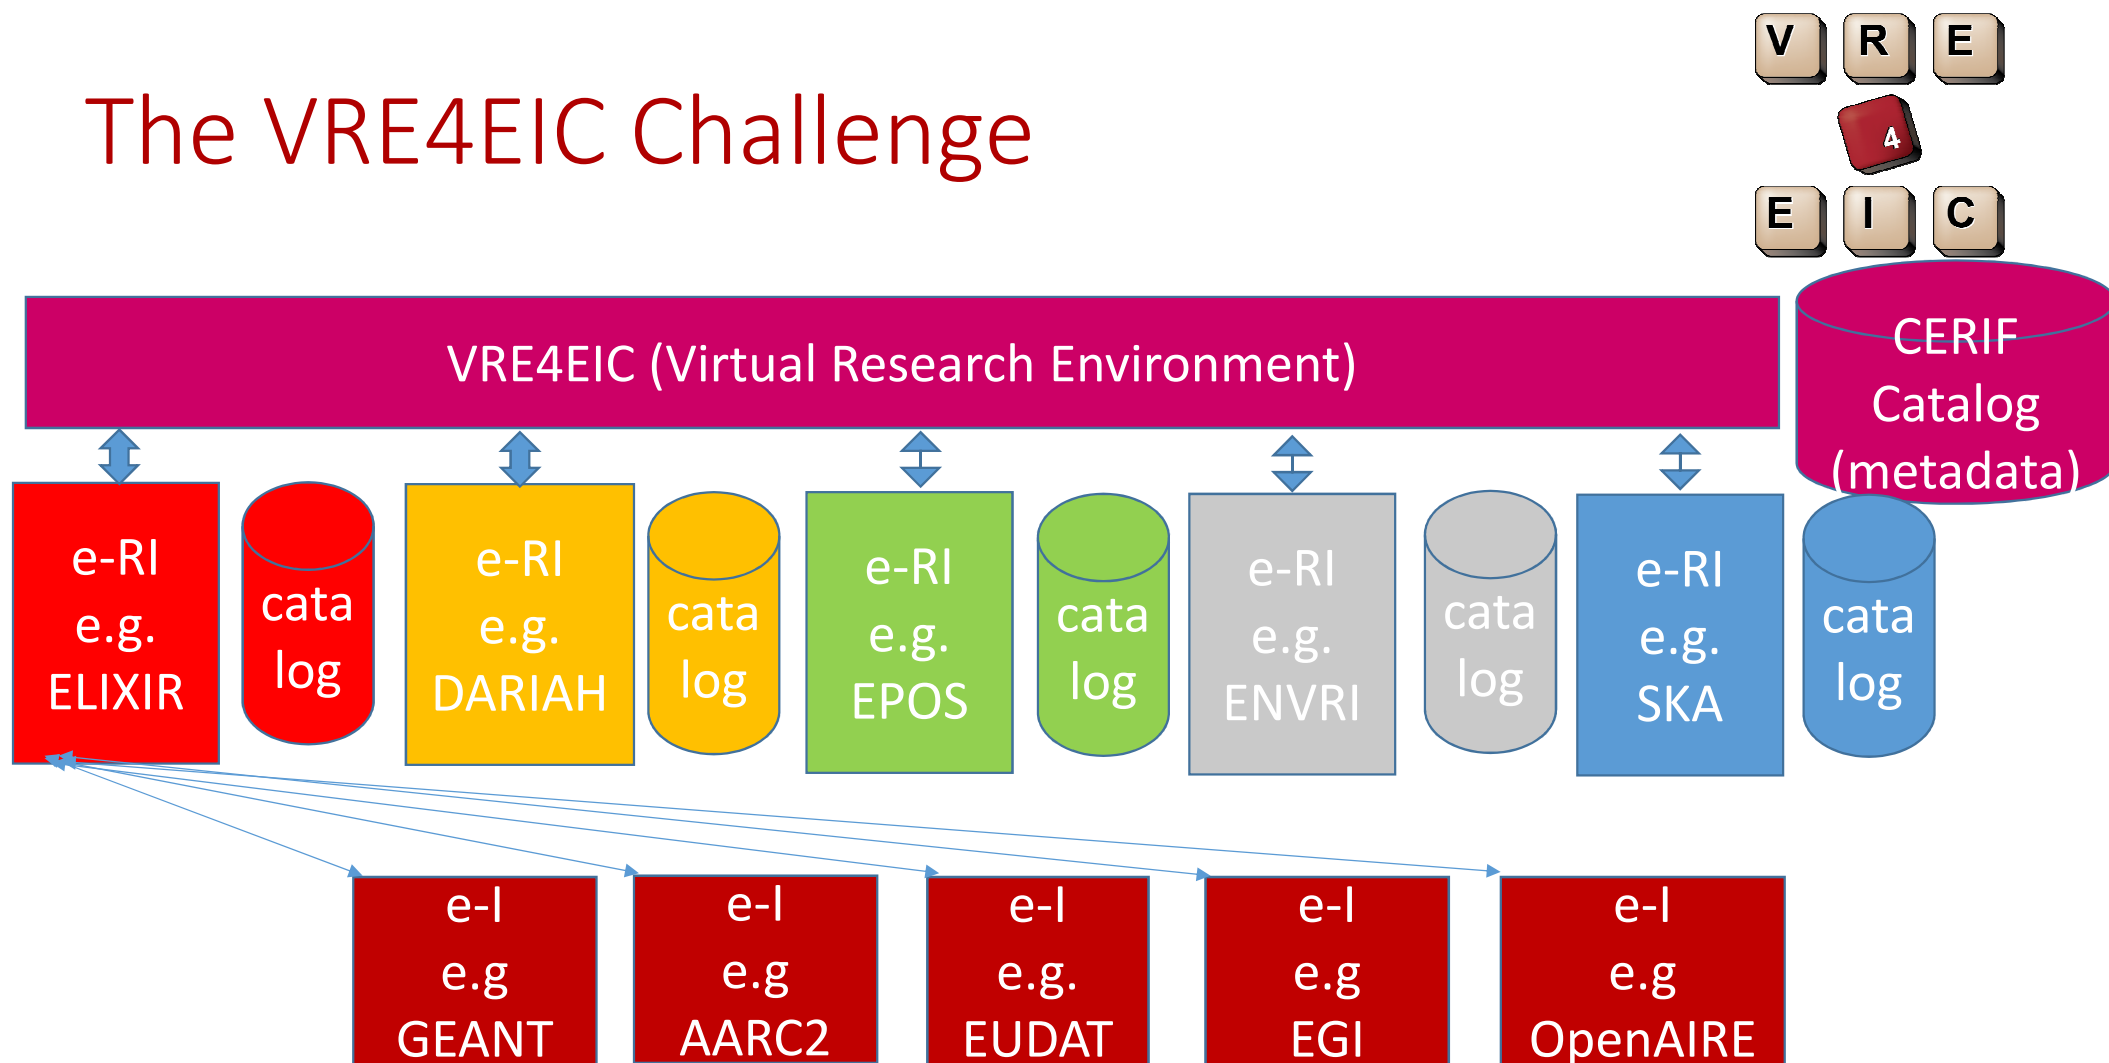 V R E
The VRE4EIC Challenge
4
E I C
VRE4EIC (Virtual Research Environment)
CERIF
Catalog
(metadata)
e-RI
e.g.
ELIXIR
cata
log
e-RI
e.g.
DARIAH
cata
log
e-RI
e.g.
EPOS
cata
log
e-RI
e.g.
ENVRI
cata
log
e-RI
e.g.
SKA
cata
log
e-I
e.g
GEANT
e-I
e.g
AARC2
e-I
e.g.
EUDAT
e-I
e.g
EGI
e-I
e.g
OpenAIRE